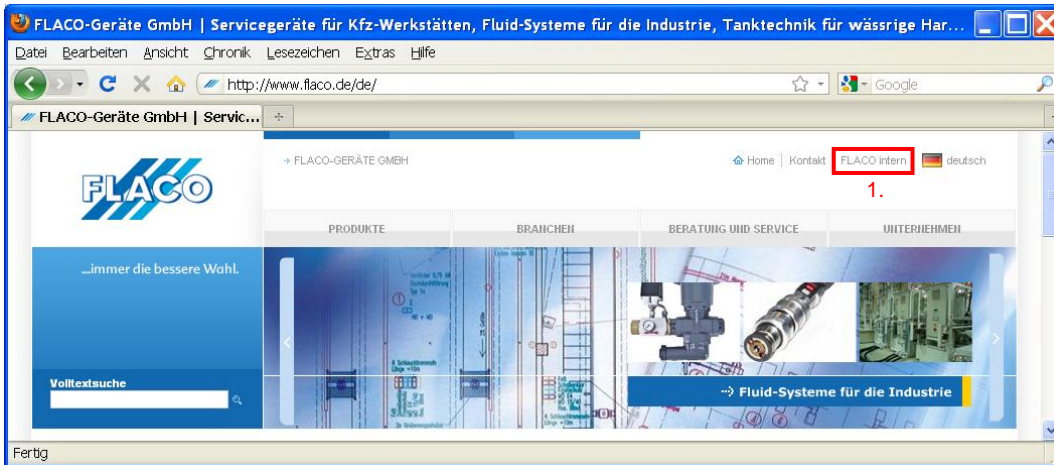 FLACO-Geräte GmbH | Servicegeräte für Kfz-Werkstätten, Fluid-Systeme für die Industrie, Tanktechnik für wässrige Har...
Datei Bearbeiten Ansicht Chronik Lesezeichen Extras Hilfe
http://www.flaco.de/de/
Google
FLACO-Geräte GmbH | Servic...
FLACO-GERÄTE GMBH
Home | Kontakt FLACO intern deutsch
1.
FLACO
PRODUKTE BRANCHEN BERATUNG UND SERVICE UNTERNEHMEN
...immer die bessere Wahl.
Volltextsuche
Fluid-Systeme für die Industrie
Fertig